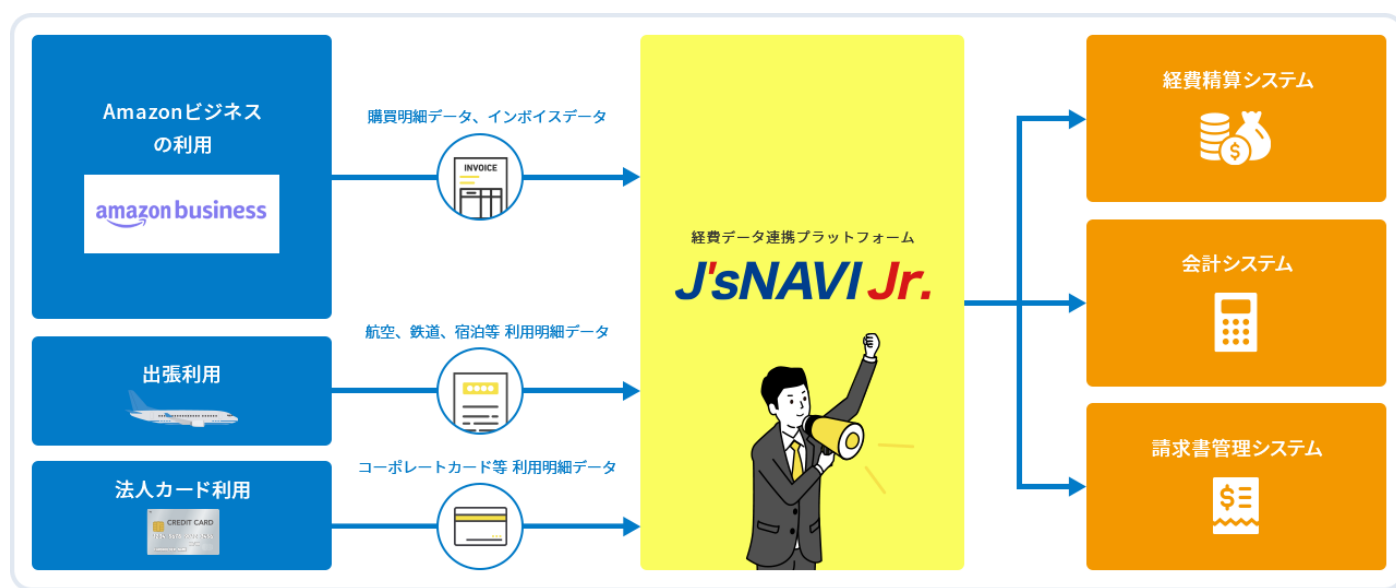 Amazonビジネス
の利用
amazon business
購買明細データ、インボイスデータ
INVOICE
出張利用
航空、鉄道、宿泊等 利用明細データ
法人カード利用
CREDIT CARD
コーポレートカード等 利用明細データ
経費データ連携プラットフォーム
J'sNAVI Jr.
経費精算システム
$
会計システム
請求書管理システム
$